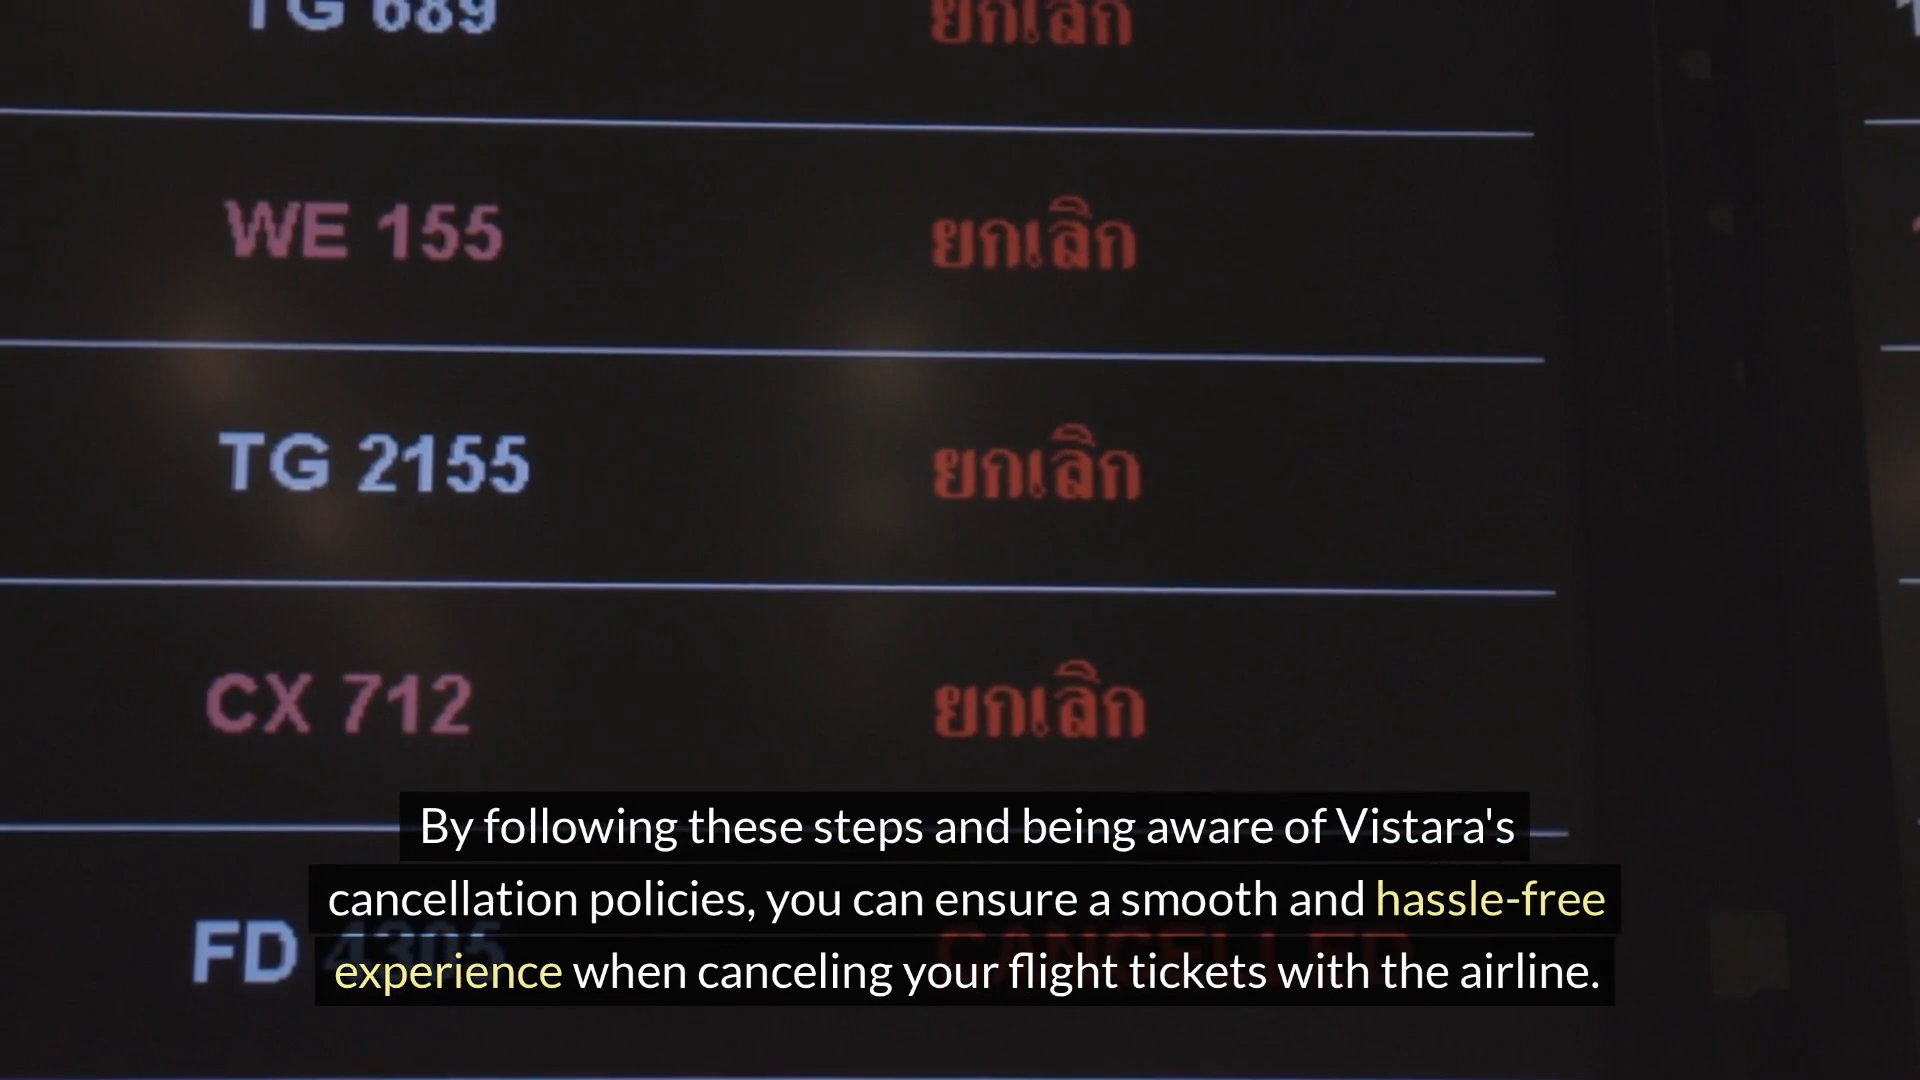 TG 689 ยกเลิก
WE 155 ยกเลิก
TG 2155 ยกเลิก
CX 712 ยกเลิก
By following these steps and being aware of Vistara's
cancellation policies, you can ensure a smooth and hassle-free
FD 4305 CANCELLED
experience when canceling your flight tickets with the airline.